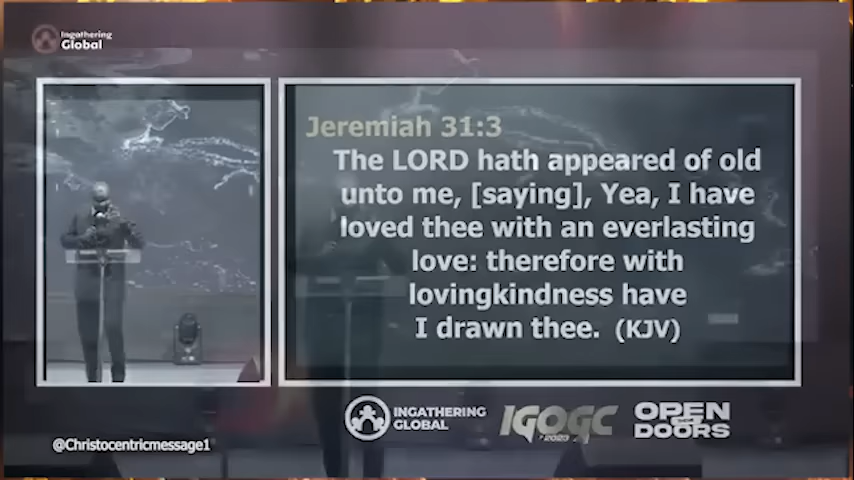 Ingathering
Global
Jeremiah 31:3
The LORD hath appeared of old
unto me, [saying], Yea, I have
loved thee with an everlasting
love: therefore with
lovingkindness have
I drawn thee. (KJV)
INGATHERING
GLOBAL
IGOGC
2023
OPEN
DOORS
@Christocentricmessage1